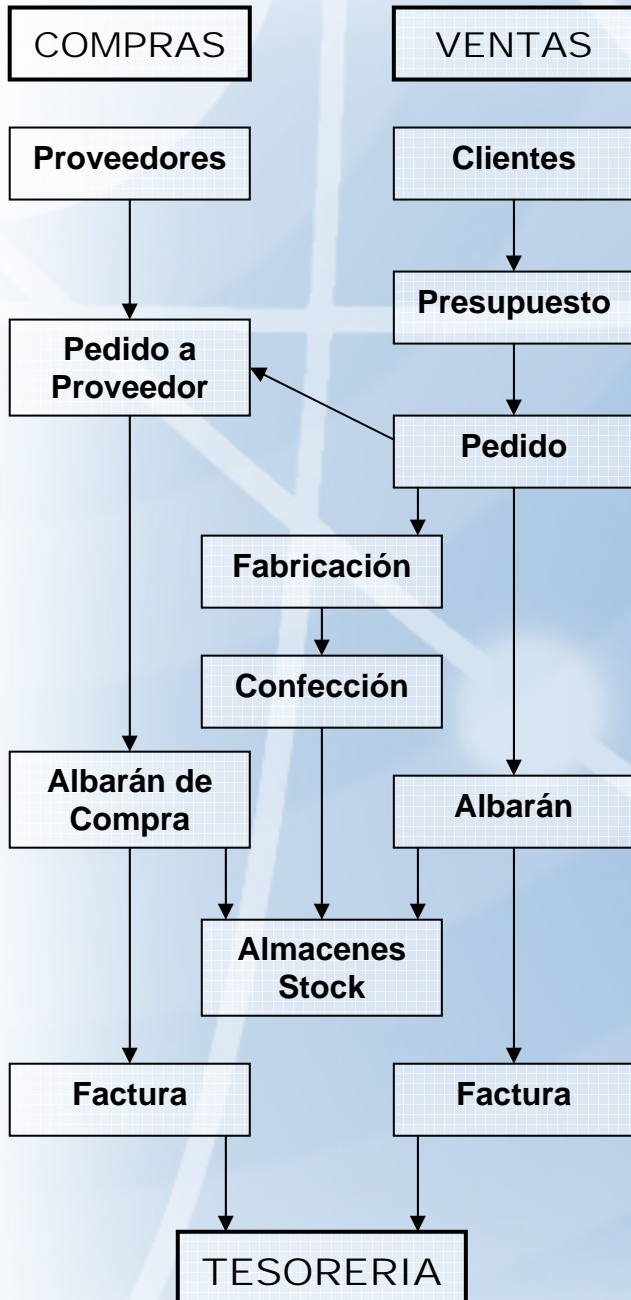 COMPRAS
VENTAS
Proveedores
Clientes
Presupuesto
Pedido a
Proveedor
Pedido
Fabricación
Confección
Albarán de
Compra
Albarán
Almacenes
Stock
Factura
Factura
TESORERIA